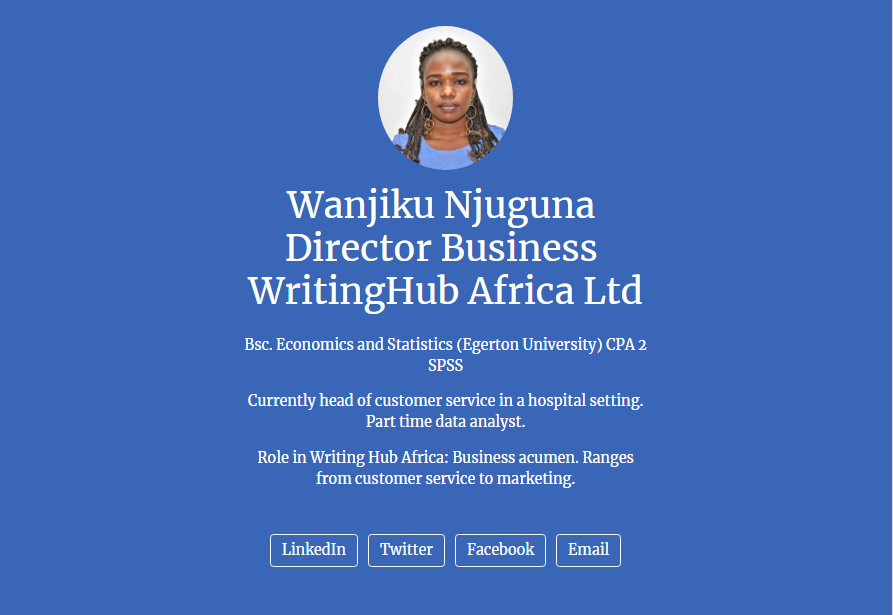 Wanjiku Njuguna
Director Business
WritingHub Africa Ltd
Bsc. Economics and Statistics (Egerton University) CPA 2
SPSS
Currently head of customer service in a hospital setting.
Part time data analyst.
Role in Writing Hub Africa: Business acumen. Ranges
from customer service to marketing.
LinkedIn Twitter Facebook Email